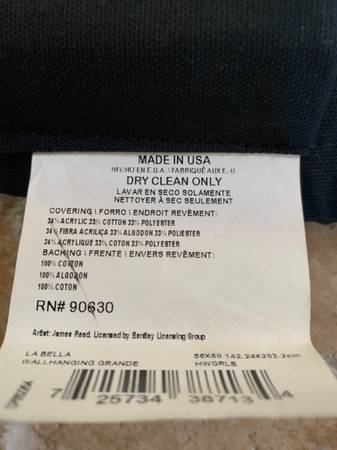 MADE IN USA
HECHO EN E.U.A. \ FABRIQUÉ AUX E. U
DRY CLEAN ONLY
LAVAR EN SECO SOLAMENTE
NETTOYER À SEC SEULEMENT
COVERING \ FORRO \ ENDROIT REVÊMENT:
34% ACRYLIC 33% COTTON 33% POLYESTER
34% FIBRA ACRILICA 33% ALGODON 33% POLIESTER
34% ACRYLIQUE 33% COTON 33% POLYESTER
BACHING \ FRENTE \ ENVERS REVÊMENT:
100% COTTON
100% ALGODON
100% COTON
RN# 90630
Artist: James Reed. Licensed by Bentley Licensing Group
LA BELLA
WALLHANGING GRANDE
56X80 142.24X203.2cm
HWGRLB
7 25734 38713 4